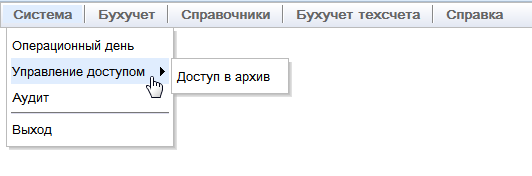 Система Бухучет Справочники Бухучет техсчета Справка
Операционный день
Управление доступом
Доступ в архив
Аудит
Выход